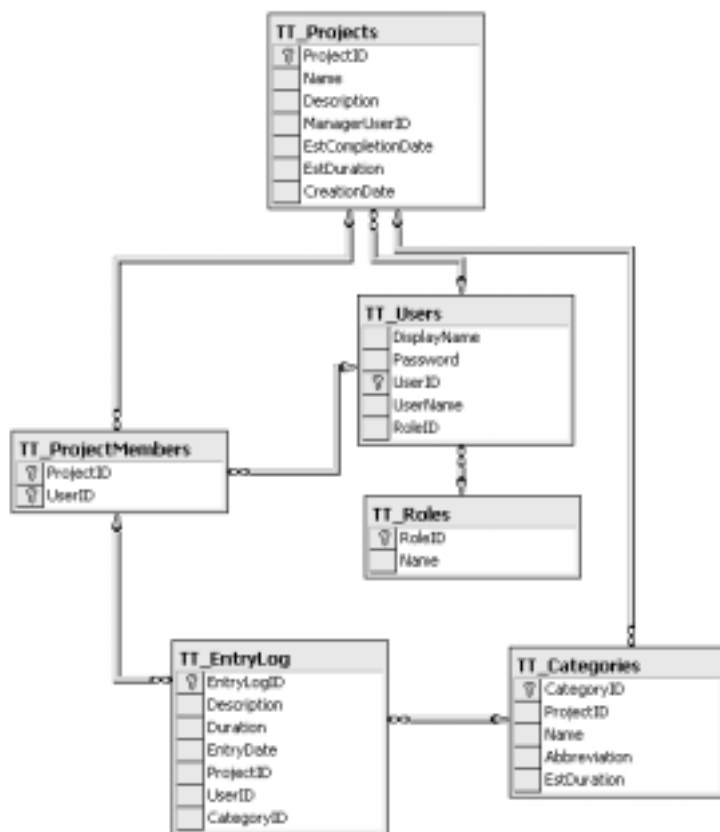 TT_Projects
ProjectID
Name
Description
ManagerUserID
EstCompletionDate
EstDuration
CreationDate
TT_Users
DisplayName
Password
UserID
UserName
RoleID
TT_ProjectMembers
ProjectID
UserID
TT_Roles
RoleID
Name
TT_EntryLog
EntryLogID
Description
Duration
EntryDate
ProjectID
UserID
CategoryID
TT_Categories
CategoryID
ProjectID
Name
Abbreviation
EstDuration